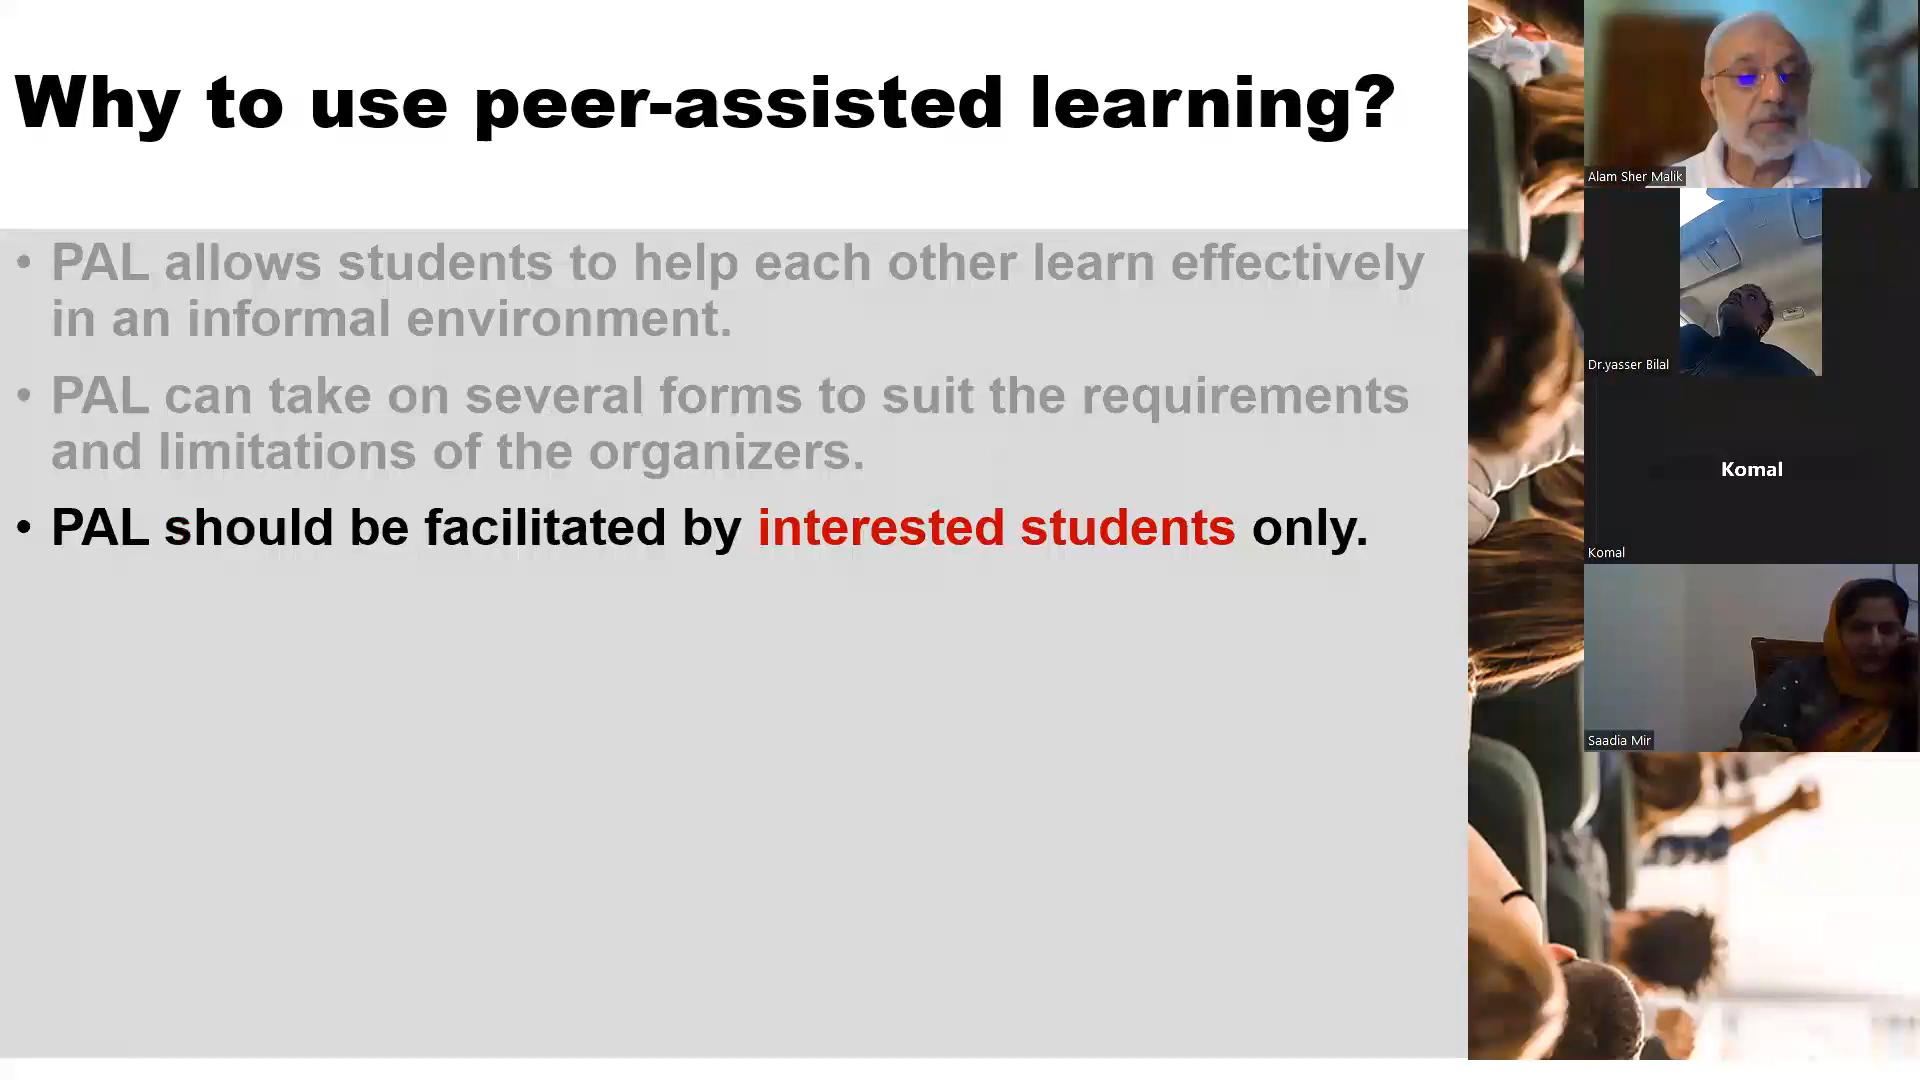 Why to use peer-assisted learning?
• PAL allows students to help each other learn effectively
in an informal environment.
• PAL can take on several forms to suit the requirements
and limitations of the organizers.
• PAL should be facilitated by interested students only.
Alam Sher Malik
Dr.yasser Bilal
Komal
Komal
Saadia Mir